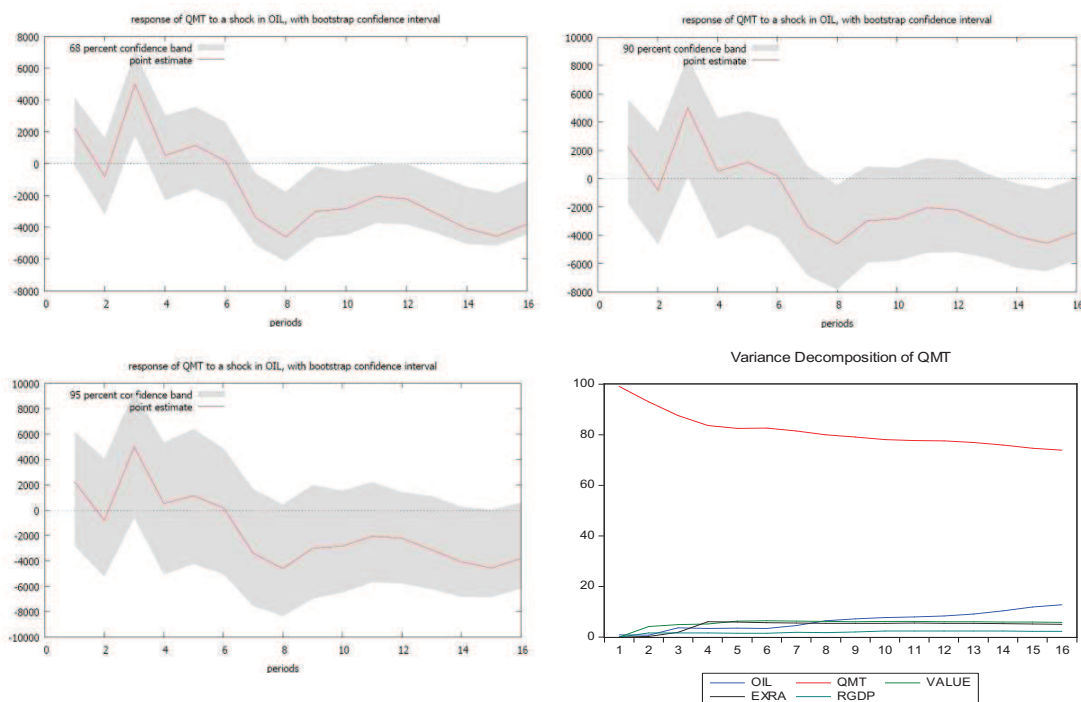 response of QMT to a shock in OIL, with bootstrap confidence interval
8000
6000
4000
2000
0
-2000
-4000
-6000
-8000
68 percent confidence band
point estimate
0 2 4 6 8 10 12 14 16
periods
response of QMT to a shock in OIL, with bootstrap confidence interval
10000
8000
6000
4000
2000
0
-2000
-4000
-6000
-8000
90 percent confidence band
point estimate
0 2 4 6 8 10 12 14 16
periods
response of QMT to a shock in OIL, with bootstrap confidence interval
10000
8000
6000
4000
2000
0
-2000
-4000
-6000
-8000
-10000
95 percent confidence band
point estimate
0 2 4 6 8 10 12 14 16
periods
Variance Decomposition of QMT
100
80
60
40
20
0
1 2 3 4 5 6 7 8 9 10 11 12 13 14 15 16
OIL QMT VALUE
EXRA RGDP